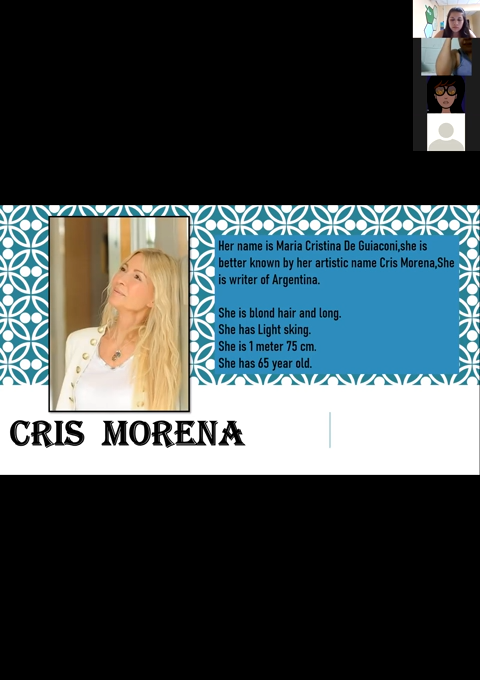 Her name is Maria Cristina De Guiaconi,she is
better known by her artistic name Cris Morena,She
is writer of Argentina.
She is blond hair and long.
She has Light sking.
She is 1 meter 75 cm.
She has 65 year old.
CRIS MORENA